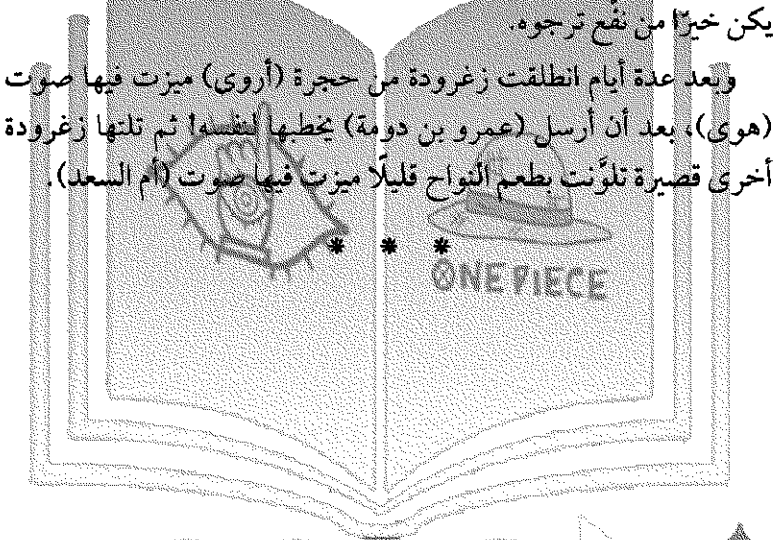 يكن خيرًا من نفْع ترجوه.
وبعد عدة أيام انطلقت زغرودة من حجرة (أروى) ميزت فيها صوت
(هوى)، بعد أن أرسل (عمرو بن دومة) يخطبها لنفسه! ثم تلتها زغرودة
أخرى قصيرة تلوَّنت بطعم النواح قليلًا ميزت فيها صوت (أم السعد).
* * *
ONE PIECE